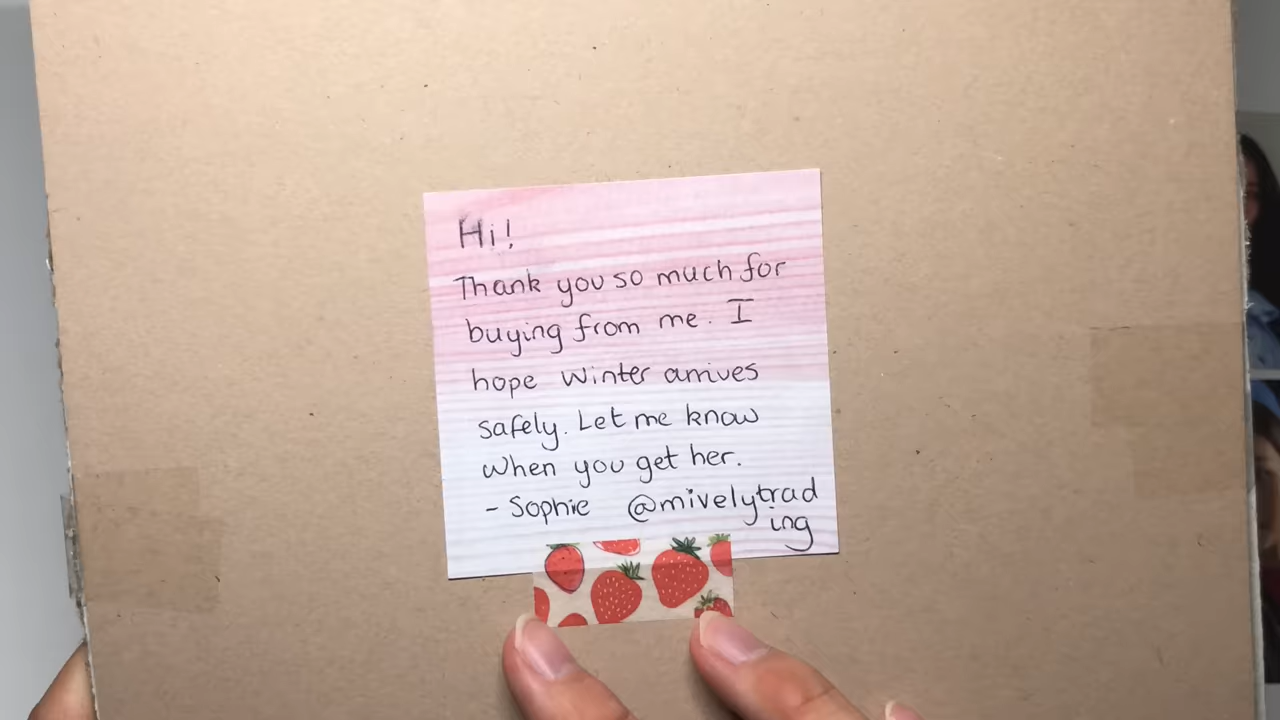 Hi!
Thank you so much for
buying from me. I
hope Winter arrives
safely. Let me know
when you get her.
- Sophie @mivelytrad
ing